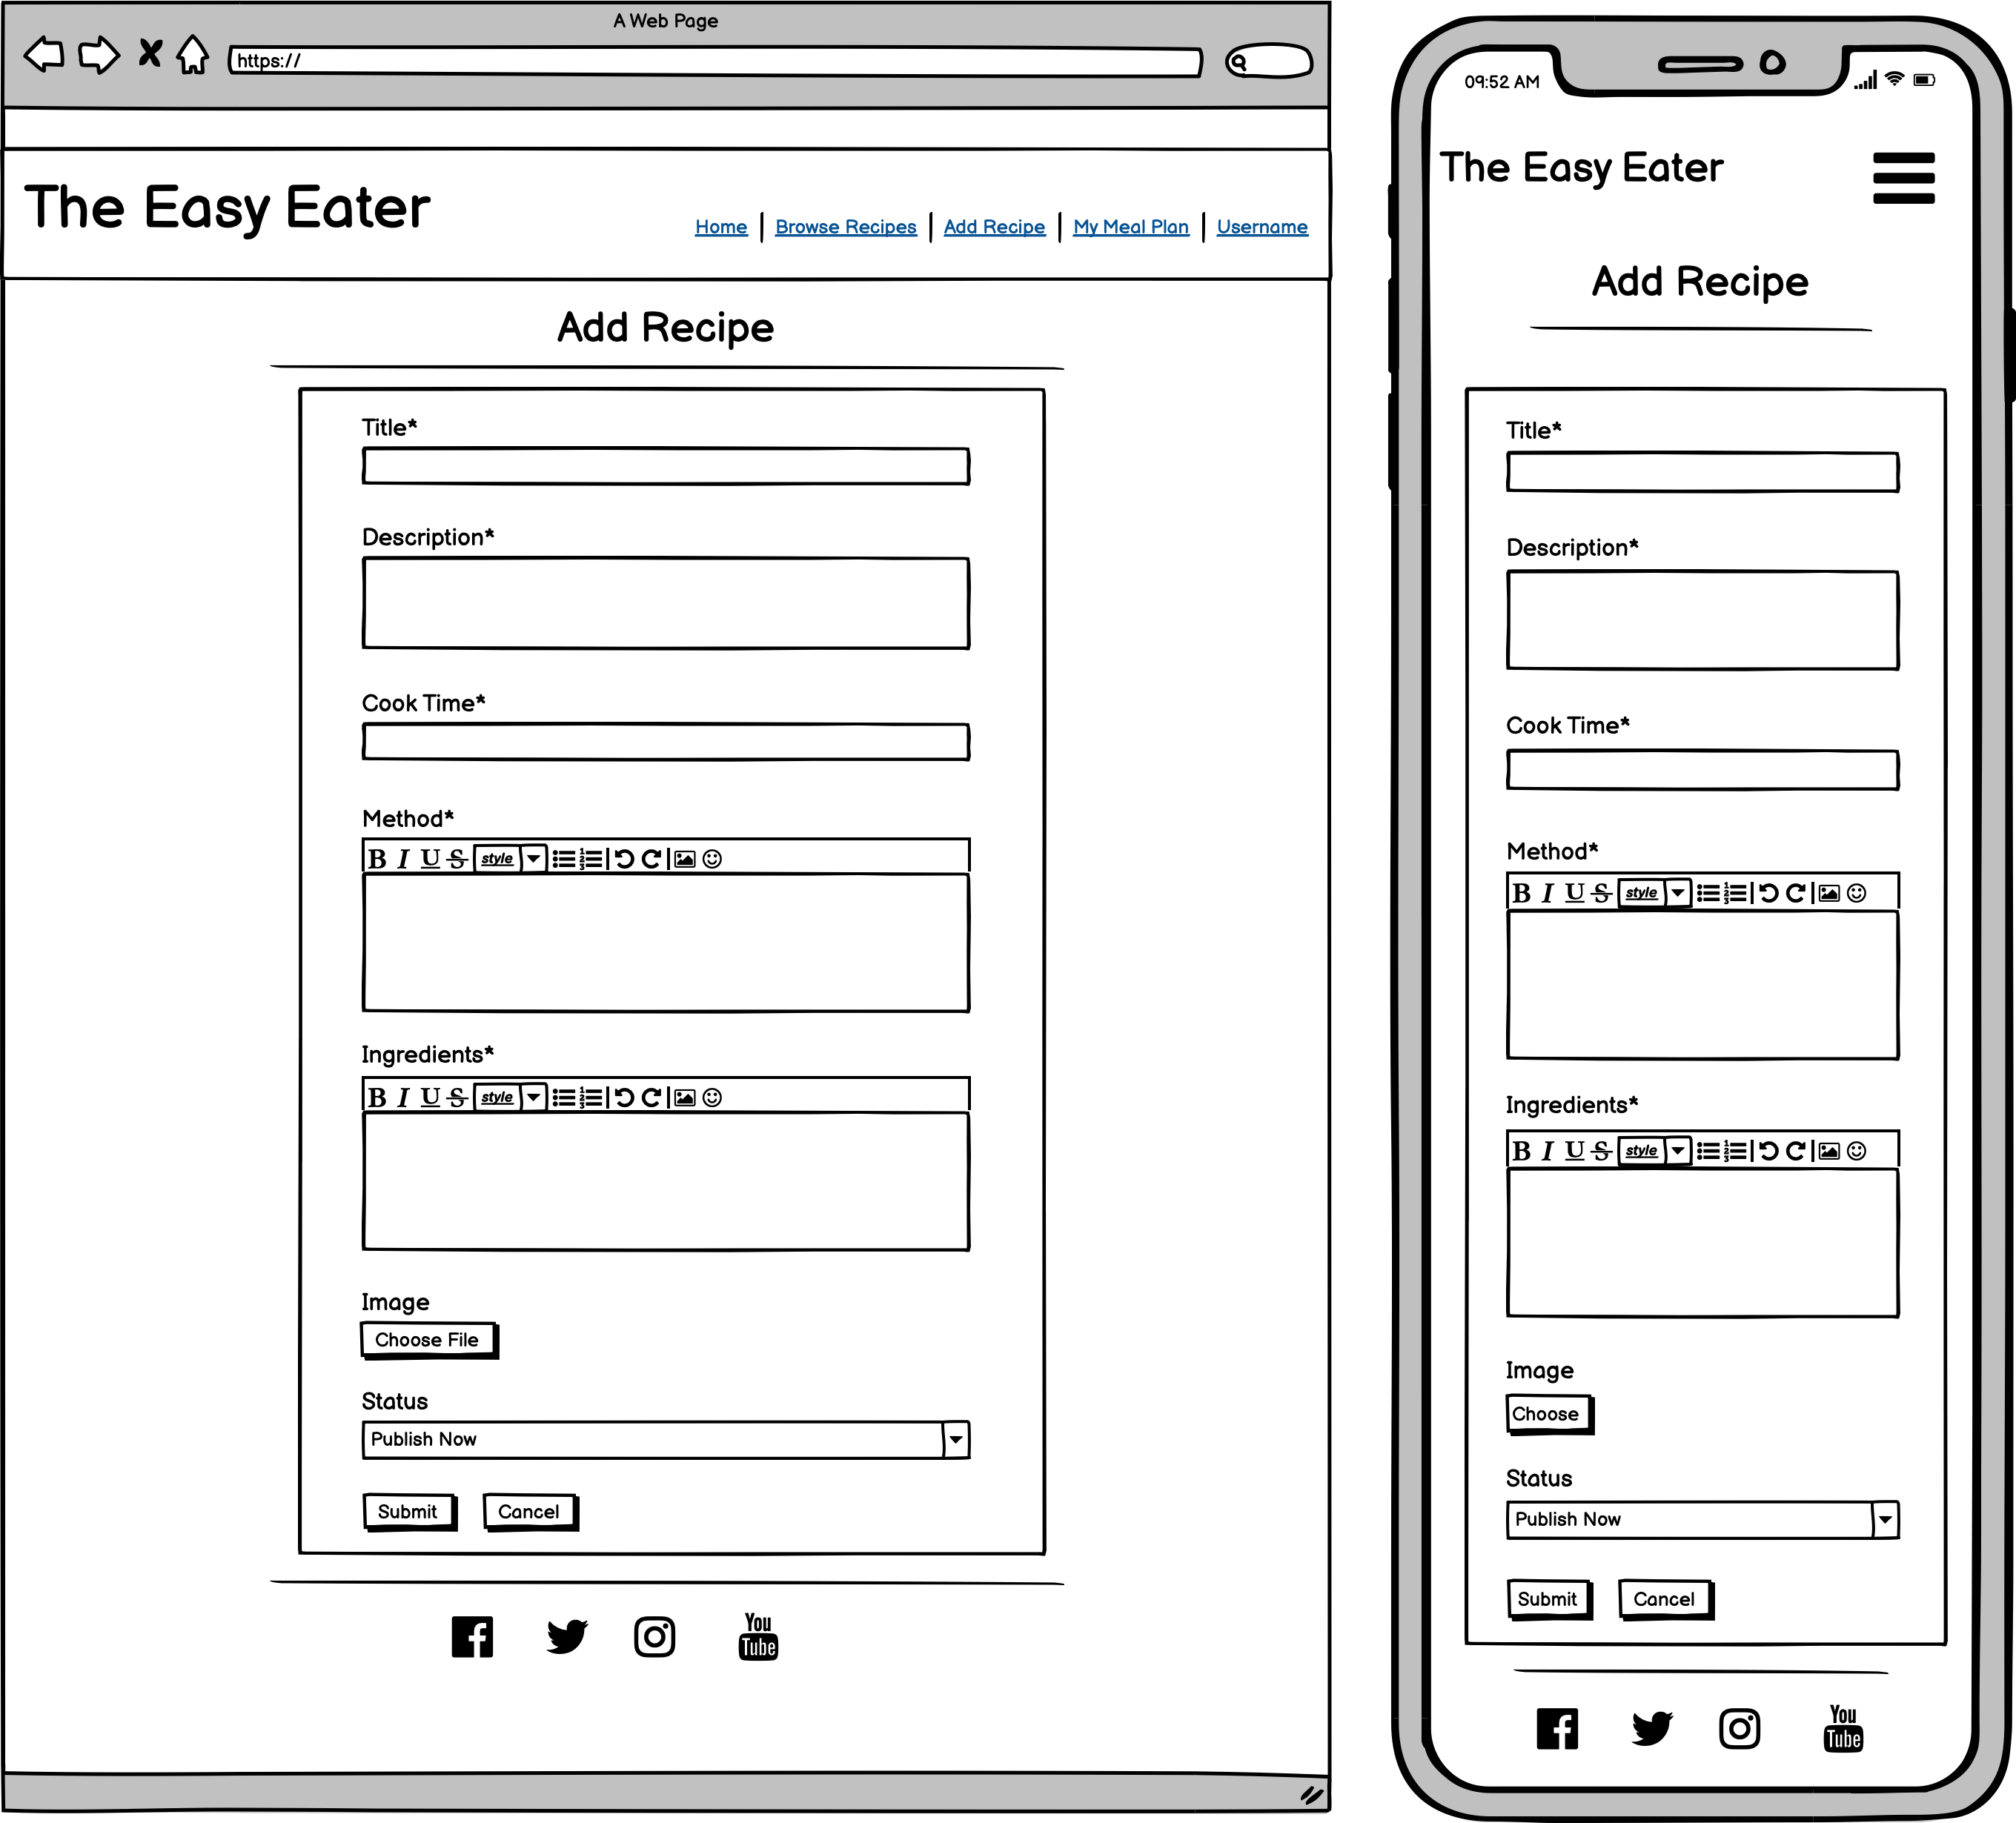 A Web Page
https://
The Easy Eater
Home | Browse Recipes | Add Recipe | My Meal Plan | Username
Add Recipe
Title*
Description*
Cook Time*
Method*
B I U S style
Ingredients*
B I U S style
Image
Choose File
Status
Publish Now
Submit Cancel
You
Tube
09:52 AM
The Easy Eater
Add Recipe
Title*
Description*
Cook Time*
Method*
B I U S style
Ingredients*
B I U S style
Image
Choose
Status
Publish Now
Submit Cancel
You
Tube